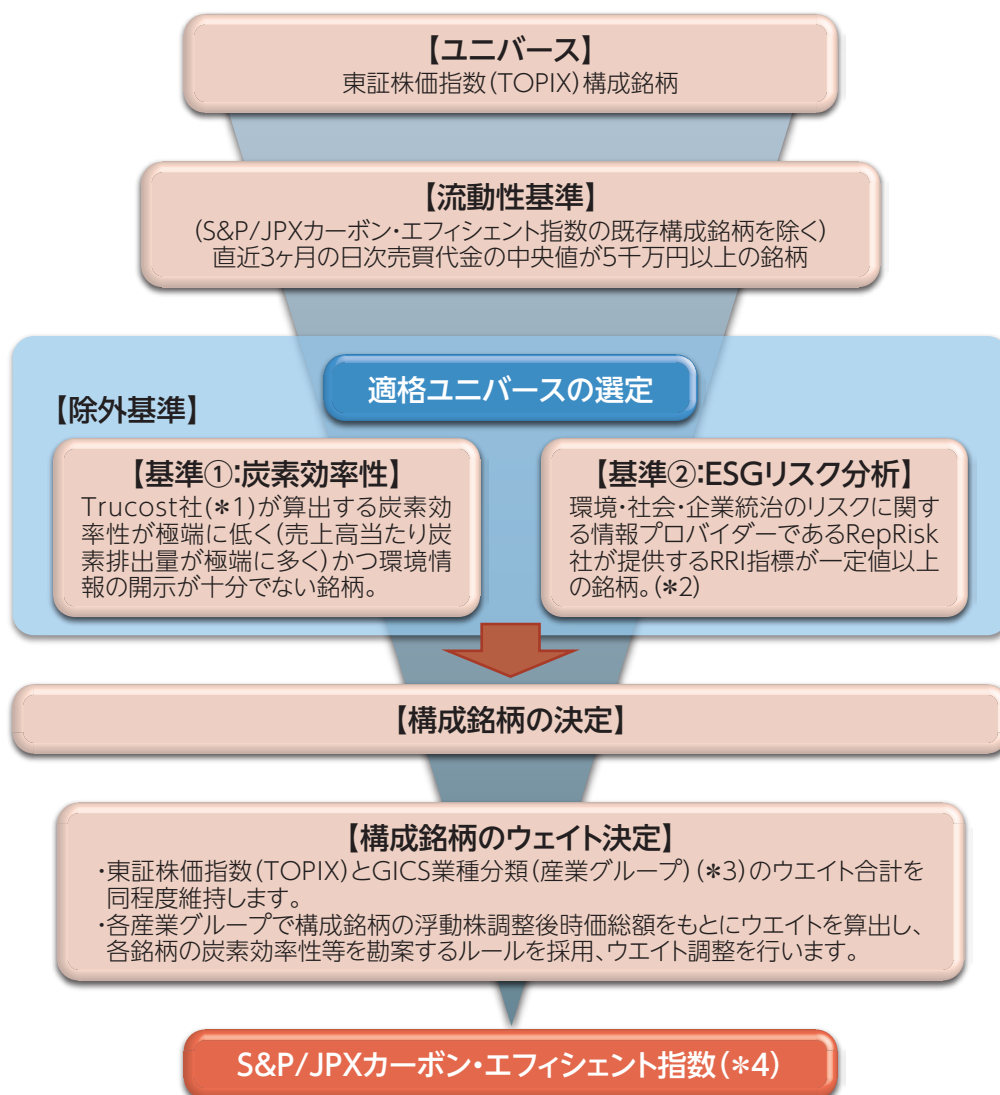 【ユニバース】
東証株価指数(TOPIX)構成銘柄
【流動性基準】
(S&P/JPXカーボン・エフィシェント指数の既存構成銘柄を除く)
直近3ヶ月の日次売買代金の中央値が5千万円以上の銘柄
適格ユニバースの選定
【除外基準】
【基準①:炭素効率性】
Trucost社(*1)が算出する炭素効
率性が極端に低く(売上高当たり炭
素排出量が極端に多く)かつ環境情
報の開示が十分でない銘柄。
【基準②:ESGリスク分析】
環境・社会・企業統治のリスクに関す
る情報プロバイダーであるRepRisk
社が提供するRRI指標が一定値以上
の銘柄。(*2)
【構成銘柄の決定】
【構成銘柄のウェイト決定】
・東証株価指数(TOPIX)とGICS業種分類(産業グループ)(*3)のウエイト合計を
同程度維持します。
・各産業グループで構成銘柄の浮動株調整後時価総額をもとにウエイトを算出し、
各銘柄の炭素効率性等を勘案するルールを採用、ウエイト調整を行います。
S&P/JPXカーボン・エフィシェント指数(*4)